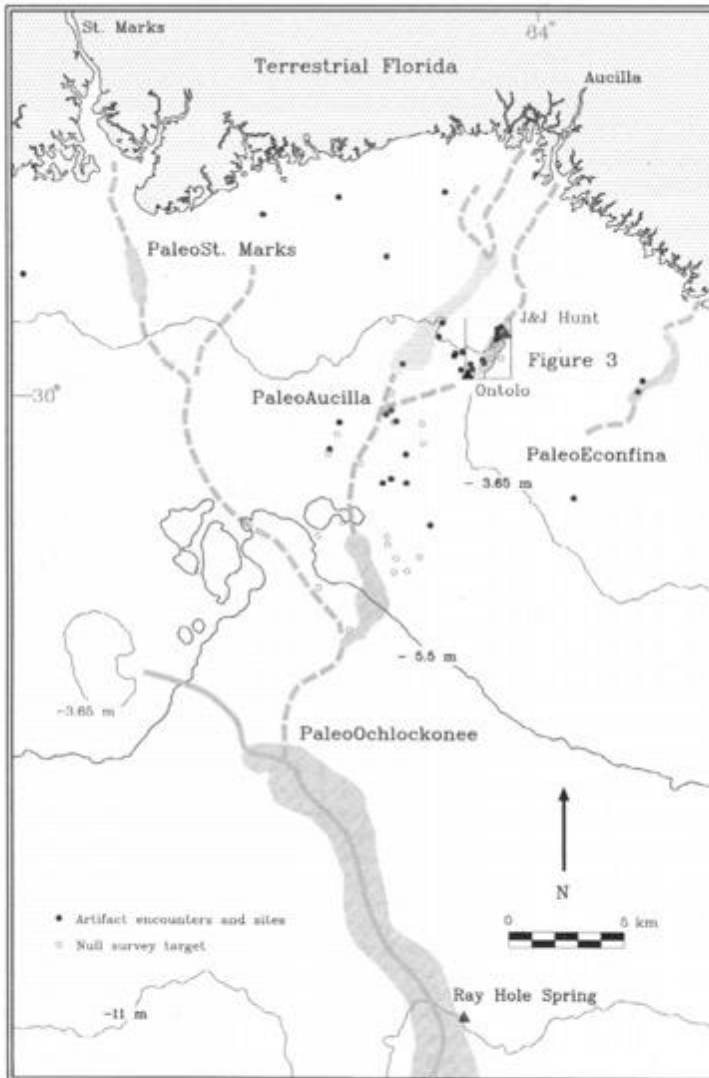 St. Marks
84°
Terrestrial Florida
Aucilla
PaleoSt. Marks
J&J Hunt
Figure 3
30°
PaleoAucilla
Ontolo
PaleoEconfina
- 3.65 m
- 5.5 m
-3.65 m
PaleoOchlockonee
N
Artifact encounters and sites
Null survey target
0 5 km
Ray Hole Spring
-11 m